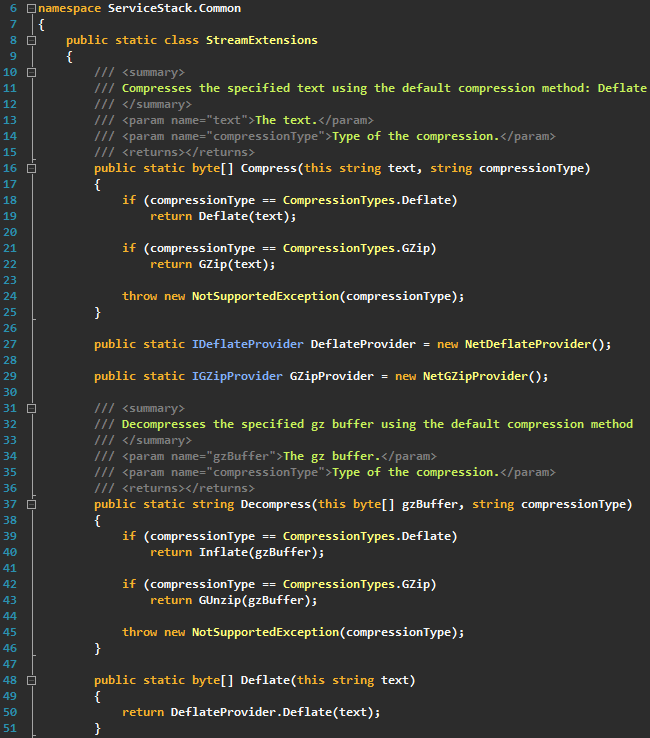 6 namespace ServiceStack.Common
7 {
8     public static class StreamExtensions
9     {
10         /// <summary>
11         /// Compresses the specified text using the default compression method: Deflate
12         /// </summary>
13         /// <param name="text">The text.</param>
14         /// <param name="compressionType">Type of the compression.</param>
15         /// <returns></returns>
16         public static byte[] Compress(this string text, string compressionType)
17         {
18             if (compressionType == CompressionTypes.Deflate)
19                 return Deflate(text);
20
21             if (compressionType == CompressionTypes.GZip)
22                 return GZip(text);
23
24             throw new NotSupportedException(compressionType);
25         }
26
27         public static IDeflateProvider DeflateProvider = new NetDeflateProvider();
28
29         public static IGZipProvider GZipProvider = new NetGZipProvider();
30
31         /// <summary>
32         /// Decompresses the specified gz buffer using the default compression method
33         /// </summary>
34         /// <param name="gzBuffer">The gz buffer.</param>
35         /// <param name="compressionType">Type of the compression.</param>
36         /// <returns></returns>
37         public static string Decompress(this byte[] gzBuffer, string compressionType)
38         {
39             if (compressionType == CompressionTypes.Deflate)
40                 return Inflate(gzBuffer);
41
42             if (compressionType == CompressionTypes.GZip)
43                 return GUnzip(gzBuffer);
44
45             throw new NotSupportedException(compressionType);
46         }
47
48         public static byte[] Deflate(this string text)
49         {
50             return DeflateProvider.Deflate(text);
51         }